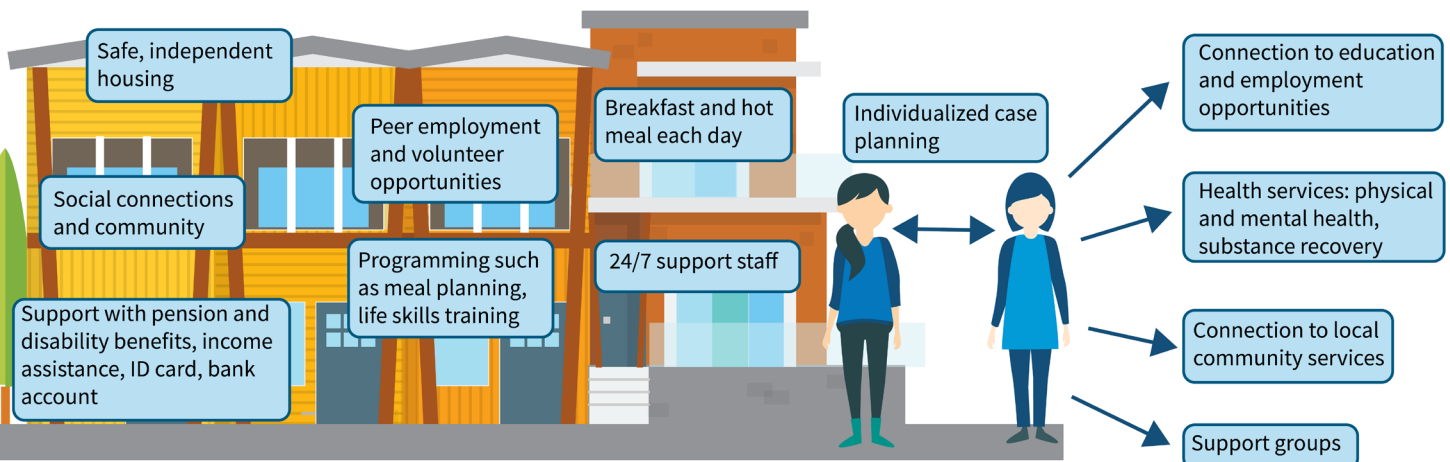 Safe, independent
housing
Social connections
and community
Support with pension and
disability benefits, income
assistance, ID card, bank
account
Peer employment
and volunteer
opportunities
Programming such
as meal planning,
life skills training
Breakfast and hot
meal each day
24/7 support staff
Individualized case
planning
Connection to education
and employment
opportunities
Health services: physical
and mental health,
substance recovery
Connection to local
community services
Support groups